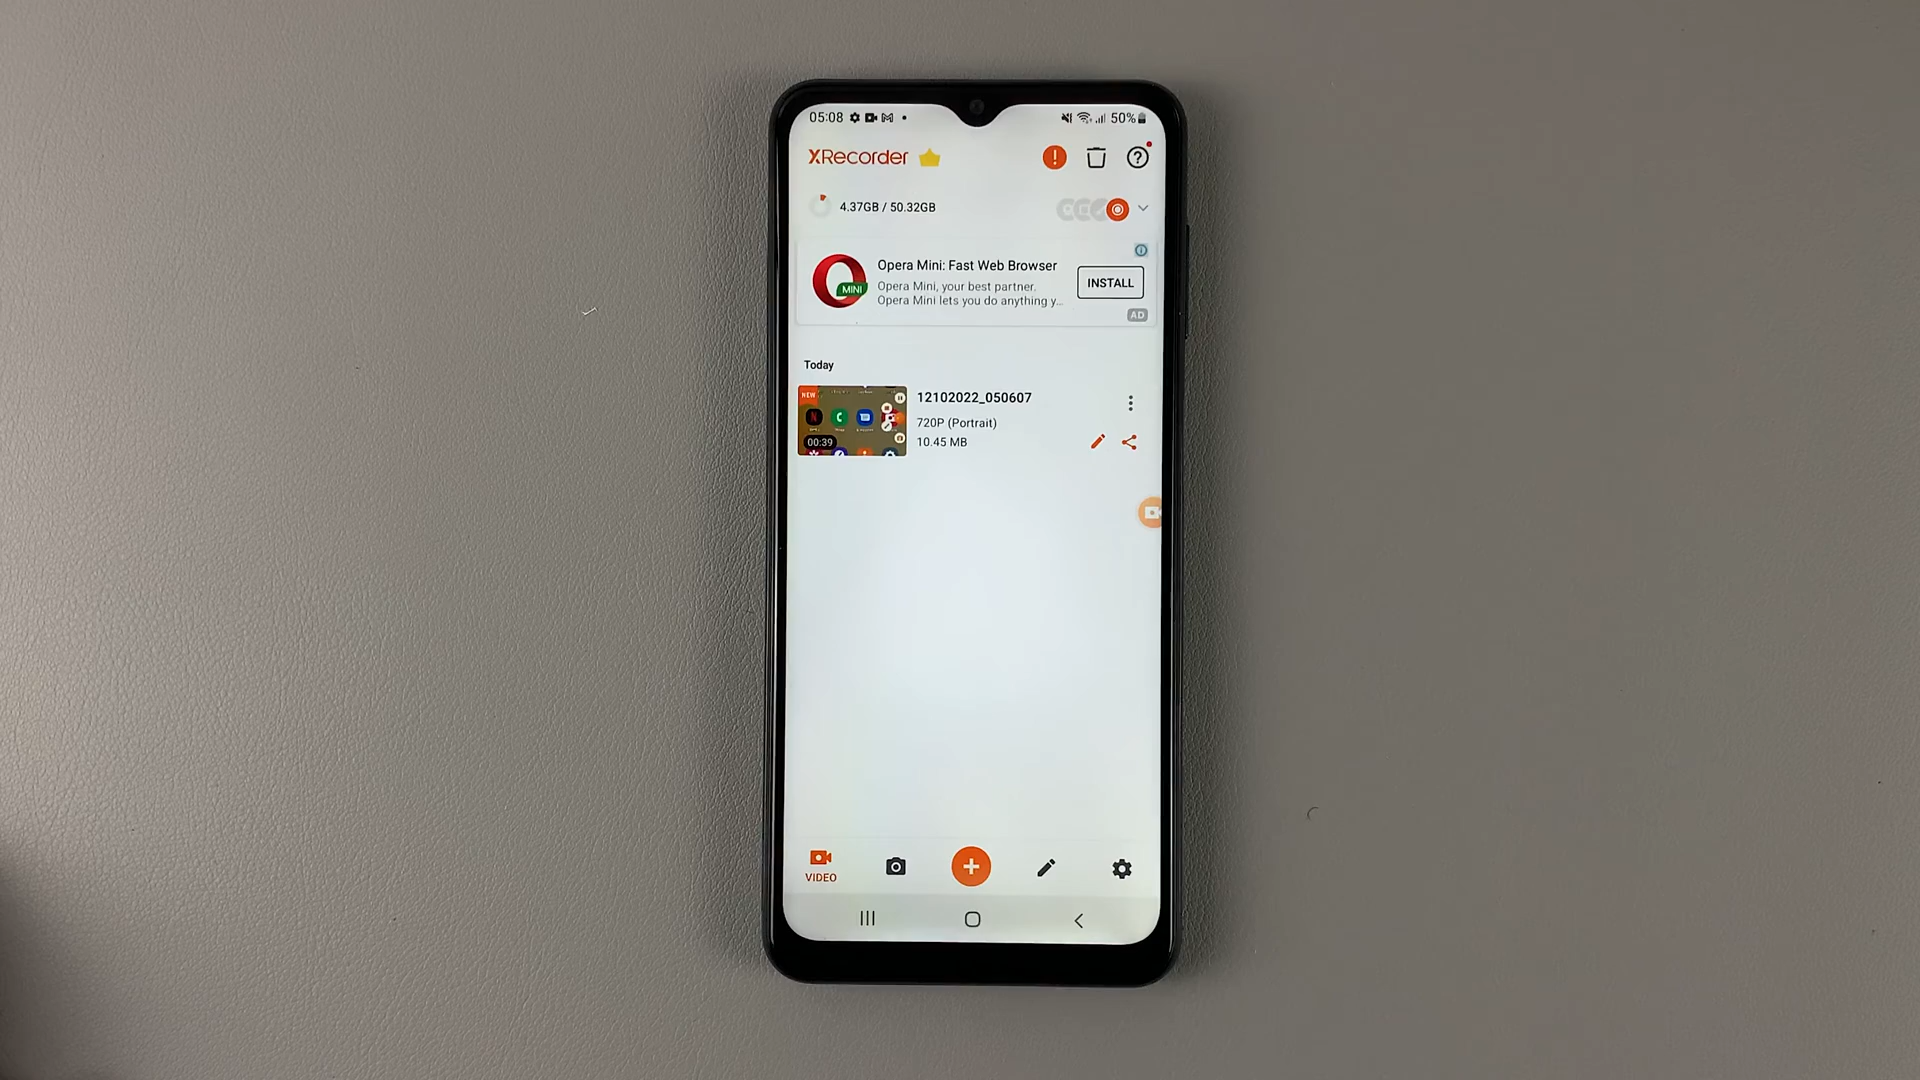 05:08
50%
XRecorder
4.37GB / 50.32GB
Opera Mini: Fast Web Browser
Opera Mini, your best partner.
Opera Mini lets you do anything y...
INSTALL
MINI
AD
Today
NEW
00:39
12102022_050607
720P (Portrait)
10.45 MB
VIDEO